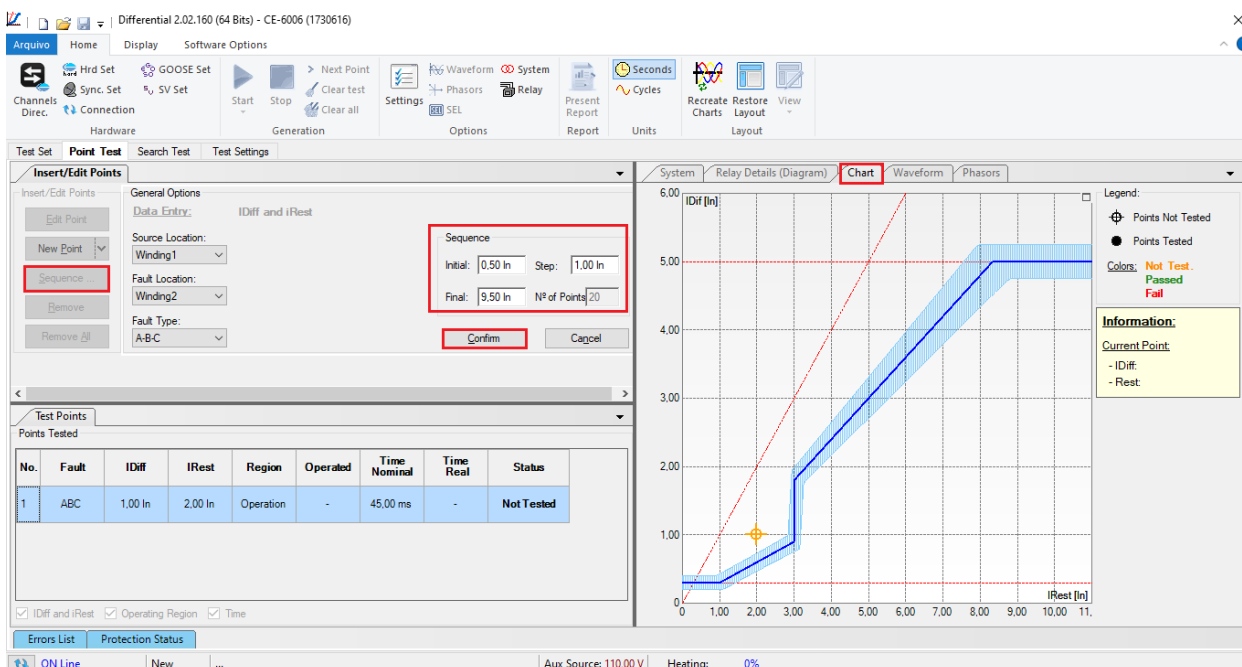 Differential 2.02.160 (64 Bits) - CE-6006 (1730616)
Arquivo Home Display Software Options
Channels Direc.
Hrd Set
Sync. Set
Connection
GOOSE Set
SV Set
Hardware
Start
Stop
Next Point
Clear test
Clear all
Generation
Settings
Waveform
Phasors
SEL
System
Relay
Options
Present Report
Report
Seconds
Cycles
Units
Recreate Charts
Restore Layout
View
Layout
Test Set Point Test Search Test Test Settings
Insert/Edit Points
Insert/Edit Points
Edit Point
New Point
Sequence ...
Remove
Remove All
General Options
Data Entry: IDiff and iRest
Source Location:
Winding1
Fault Location:
Winding2
Fault Type:
A-B-C
Sequence
Initial: 0,50 In Step: 1,00 In
Final: 9,50 In Nº of Points 20
Confirm Cancel
Test Points
Points Tested
No. Fault IDiff IRest Region Operated Time Nominal Time Real Status
1 ABC 1,00 In 2,00 In Operation - 45,00 ms - Not Tested
IDiff and iRest Operating Region Time
Errors List Protection Status
System Relay Details (Diagram) Chart Waveform Phasors
IDif [In]
6,00
5,00
4,00
3,00
2,00
1,00
0
0 1,00 2,00 3,00 4,00 5,00 6,00 7,00 8,00 9,00 10,00 11,
IRest [In]
Legend:
Points Not Tested
Points Tested
Colors: Not Test.
Passed
Fail
Information:
Current Point:
- IDiff:
- Rest:
ON Line New ... Aux Source: 110,00 V Heating: 0%